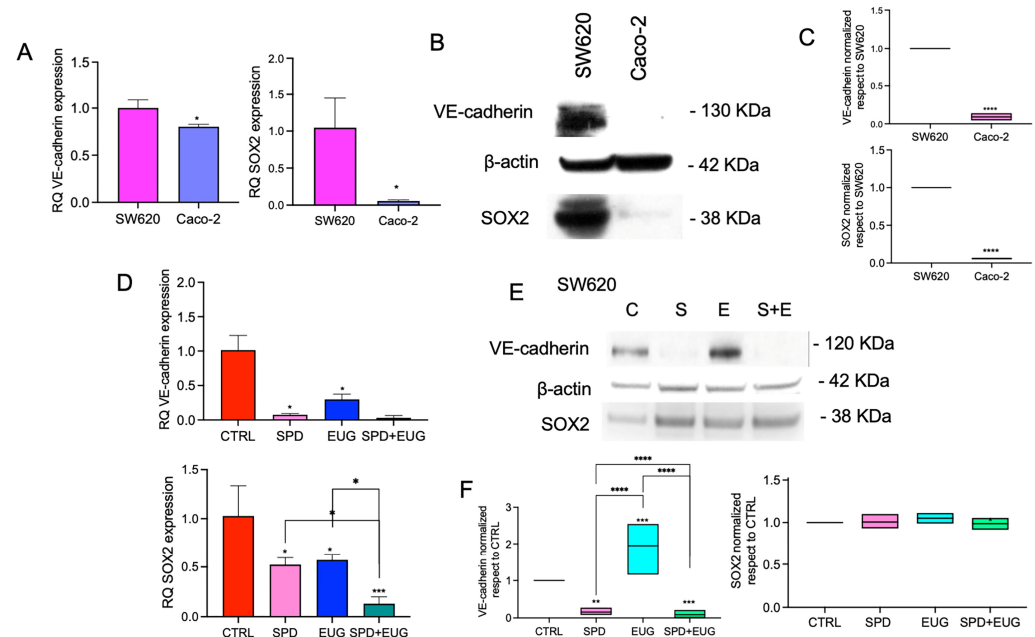 A
RQ VE-cadherin expression
1.5
1.0
0.5
0.0
*
SW620
Caco-2
RQ SOX2 expression
2.0
1.5
1.0
0.5
0.0
*
SW620
Caco-2
B
SW620
Caco-2
VE-cadherin
- 130 KDa
β-actin
- 42 KDa
SOX2
- 38 KDa
C
VE-cadherin normalized
respect to SW620
1.5
1.0
0.5
0.0
****
SW620
Caco-2
SOX2 normalized
respect to SW620
1.5
1.0
0.5
0.0
****
SW620
Caco-2
D
RQ VE-cadherin expression
2.0
1.5
1.0
0.5
0.0
*
*
CTRL
SPD
EUG
SPD+EUG
RQ SOX2 expression
1.5
1.0
0.5
0.0
*
*
*
*
***
CTRL
SPD
EUG
SPD+EUG
E
SW620
C
S
E
S+E
VE-cadherin
- 120 KDa
β-actin
- 42 KDa
SOX2
- 38 KDa
F
VE-cadherin normalized
respect to CTRL
3
2
1
0
****
****
****
**
***
***
CTRL
SPD
EUG
SPD+EUG
SOX2 normalized
respect to CTRL
1.5
1.0
0.5
0.0
*
CTRL
SPD
EUG
SPD+EUG